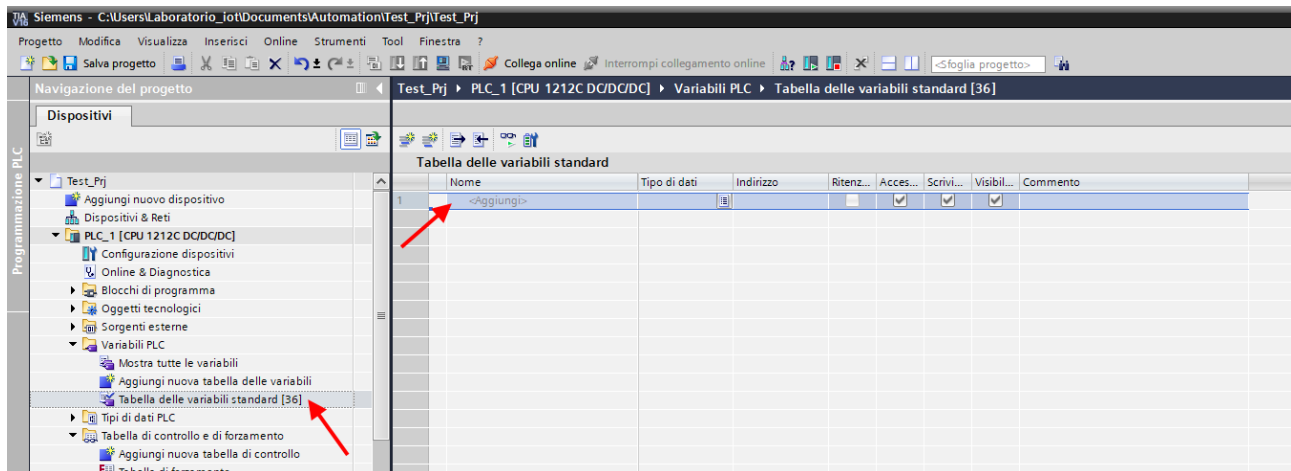 Siemens - C:\Users\Laboratorio_iot\Documents\Automation\Test_Prj\Test_Prj
Progetto Modifica Visualizza Inserisci Online Strumenti Tool Finestra ?
Salva progetto Collega online Interrompi collegamento online <Sfoglia progetto>
Navigazione del progetto
Test_Prj ▸ PLC_1 [CPU 1212C DC/DC/DC] ▸ Variabili PLC ▸ Tabella delle variabili standard [36]
Dispositivi
Programmazione PLC
Tabella delle variabili standard
Nome Tipo di dati Indirizzo Ritenz... Acces... Scrivi... Visibil... Commento
1 <Aggiungi>
Test_Prj
Aggiungi nuovo dispositivo
Dispositivi & Reti
PLC_1 [CPU 1212C DC/DC/DC]
Configurazione dispositivi
Online & Diagnostica
Blocchi di programma
Oggetti tecnologici
Sorgenti esterne
Variabili PLC
Mostra tutte le variabili
Aggiungi nuova tabella delle variabili
Tabella delle variabili standard [36]
Tipi di dati PLC
Tabella di controllo e di forzamento
Aggiungi nuova tabella di controllo
Tabella di forzamento